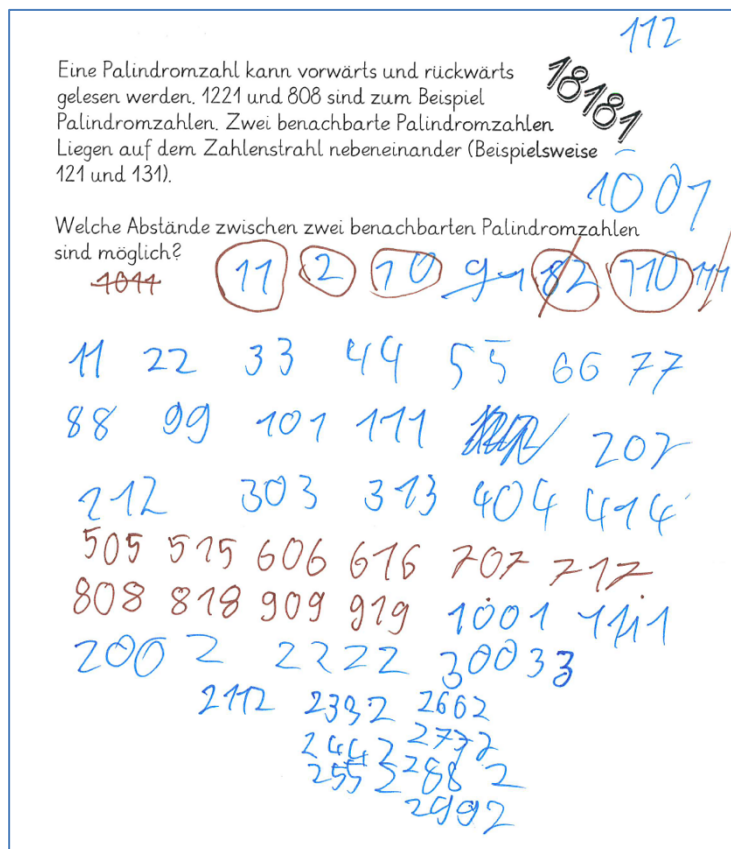 112
Eine Palindromzahl kann vorwärts und rückwärts
gelesen werden. 1221 und 808 sind zum Beispiel
Palindromzahlen. Zwei benachbarte Palindromzahlen
Liegen auf dem Zahlenstrahl nebeneinander (Beispielsweise
121 und 131).
18181
1001
Welche Abstände zwischen zwei benachbarten Palindromzahlen
sind möglich?
1011 11 2 10 91 82 110 111
11 22 33 44 55 66 77
88 99 101 111 202
212 303 313 404 414
505 515 606 616 707 717
808 818 909 919 1001 1111
2002 2222 30033
2112 2332 2662
2442 2772
2552 2882
2992